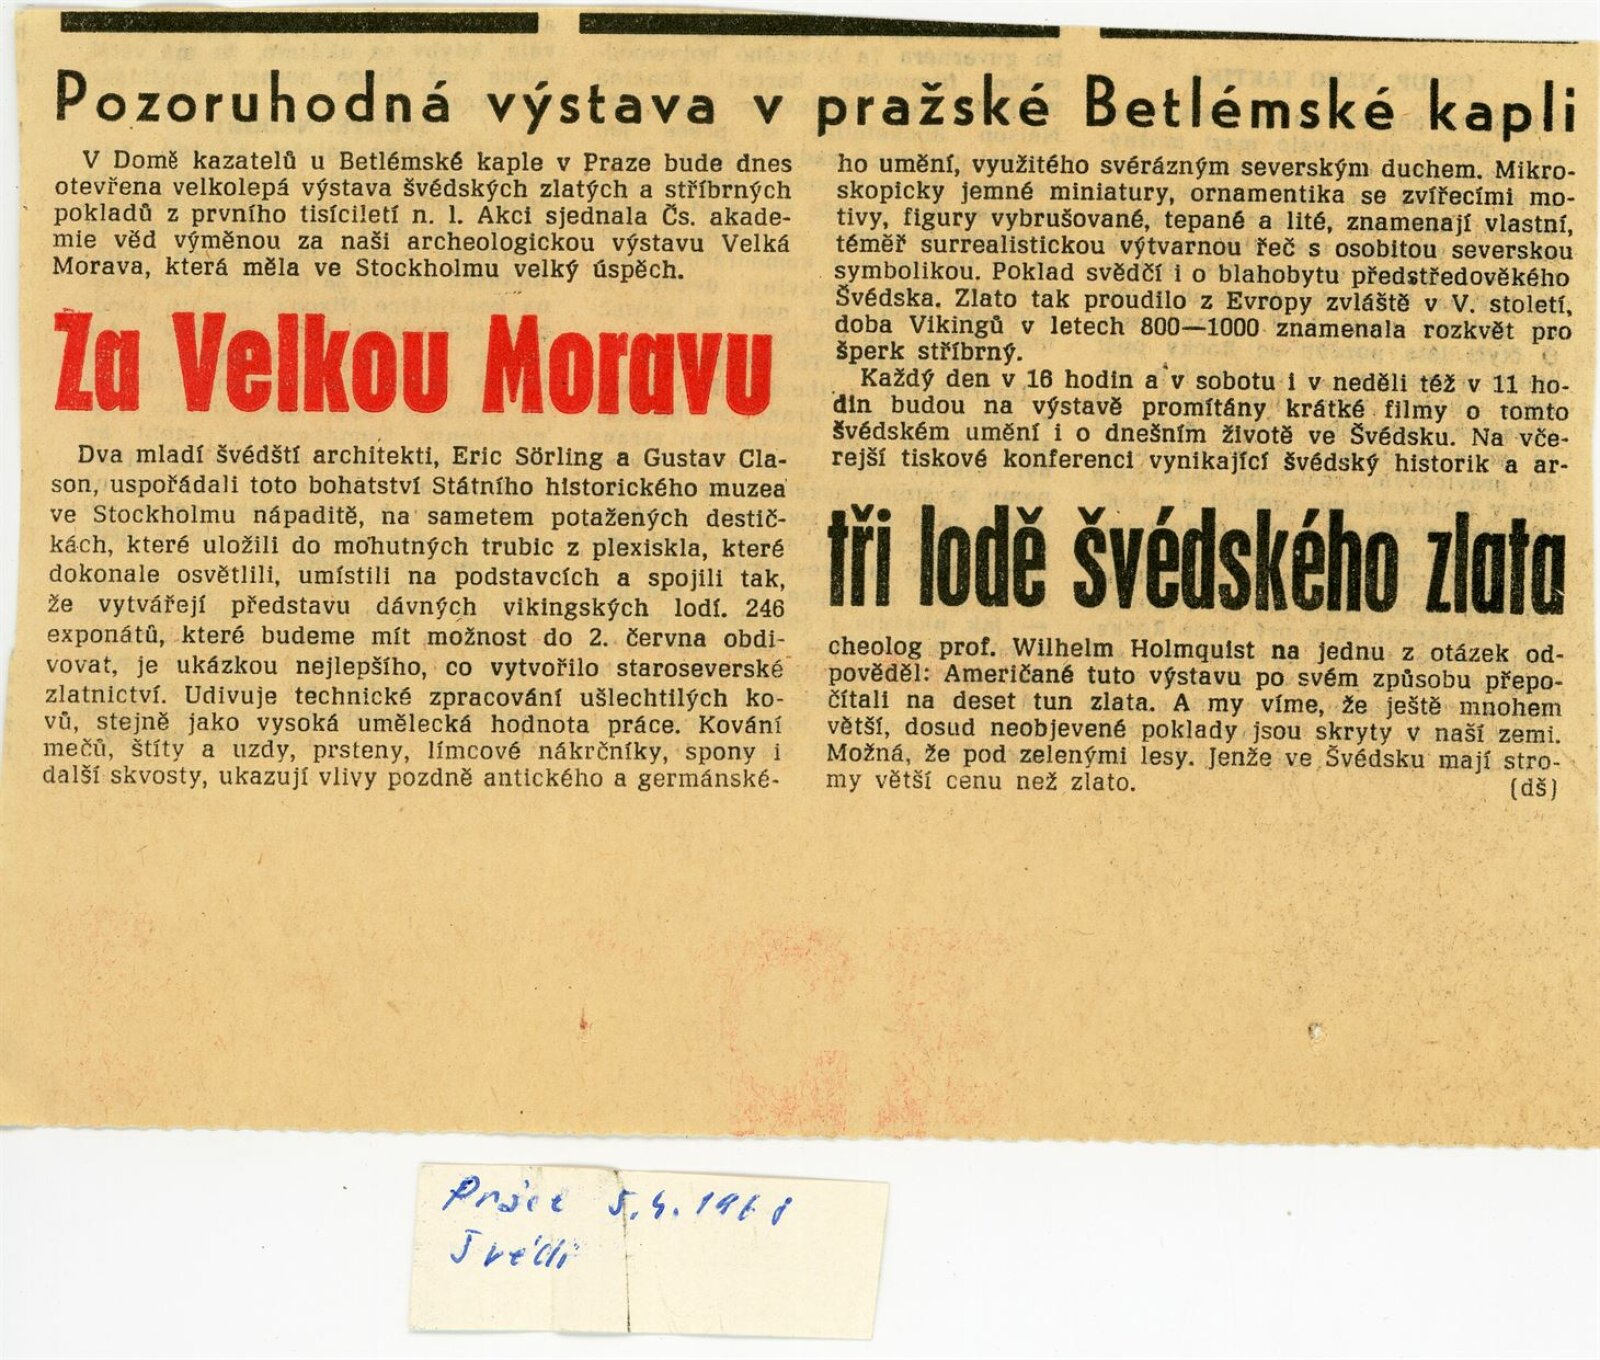 Pozoruhodná výstava v pražské Betlémské kapli
V Domě kazatelů u Betlémské kaple v Praze bude dnes
otevřena velkolepá výstava švédských zlatých a stříbrných
pokladů z prvního tisíciletí n. l. Akci sjednala Čs. akade-
mie věd výměnou za naši archeologickou výstavu Velká
Morava, která měla ve Stockholmu velký úspěch.
Za Velkou Moravu
Dva mladí švédští architekti, Eric Sörling a Gustav Cla-
son, uspořádali toto bohatství Státního historického muzea
ve Stockholmu nápaditě, na sametem potažených destič-
kách, které uložili do mohutných trubic z plexiskla, které
dokonale osvětlili, umístili na podstavcích a spojili tak,
že vytvářejí představu dávných vikingských lodí. 246
exponátů, které budeme mít možnost do 2. června obdi-
vovat, je ukázkou nejlepšího, co vytvořilo staroseverské
zlatnictví. Udivuje technické zpracování ušlechtilých ko-
vů, stejně jako vysoká umělecká hodnota práce. Kování
mečů, štíty a uzdy, prsteny, límcové nákrčníky, spony i
další skvosty, ukazují vlivy pozdně antického a germánské-
ho umění, využitého svérázným severským duchem. Mikro-
skopicky jemné miniatury, ornamentika se zvířecími mo-
tivy, figury vybrušované, tepané a lité, znamenají vlastní,
téměř surrealistickou výtvarnou řeč s osobitou severskou
symbolikou. Poklad svědčí i o blahobytu předstředověkého
Švédska. Zlato tak proudilo z Evropy zvláště v V. století,
doba Vikingů v letech 800—1000 znamenala rozkvět pro
šperk stříbrný.
Každý den v 16 hodin a v sobotu i v neděli též v 11 ho-
din budou na výstavě promítány krátké filmy o tomto
švédském umění i o dnešním životě ve Švédsku. Na vče-
rejší tiskové konferenci vynikající švédský historik a ar-
tři lodě švédského zlata
cheolog prof. Wilhelm Holmquist na jednu z otázek od-
pověděl: Američané tuto výstavu po svém způsobu přepo-
čítali na deset tun zlata. A my víme, že ještě mnohem
větší, dosud neobjevené poklady jsou skryty v naší zemi.
Možná, že pod zelenými lesy. Jenže ve Švédsku mají stro-
my větší cenu než zlato.
(dš)
Práce 5.4.1968
Švédi